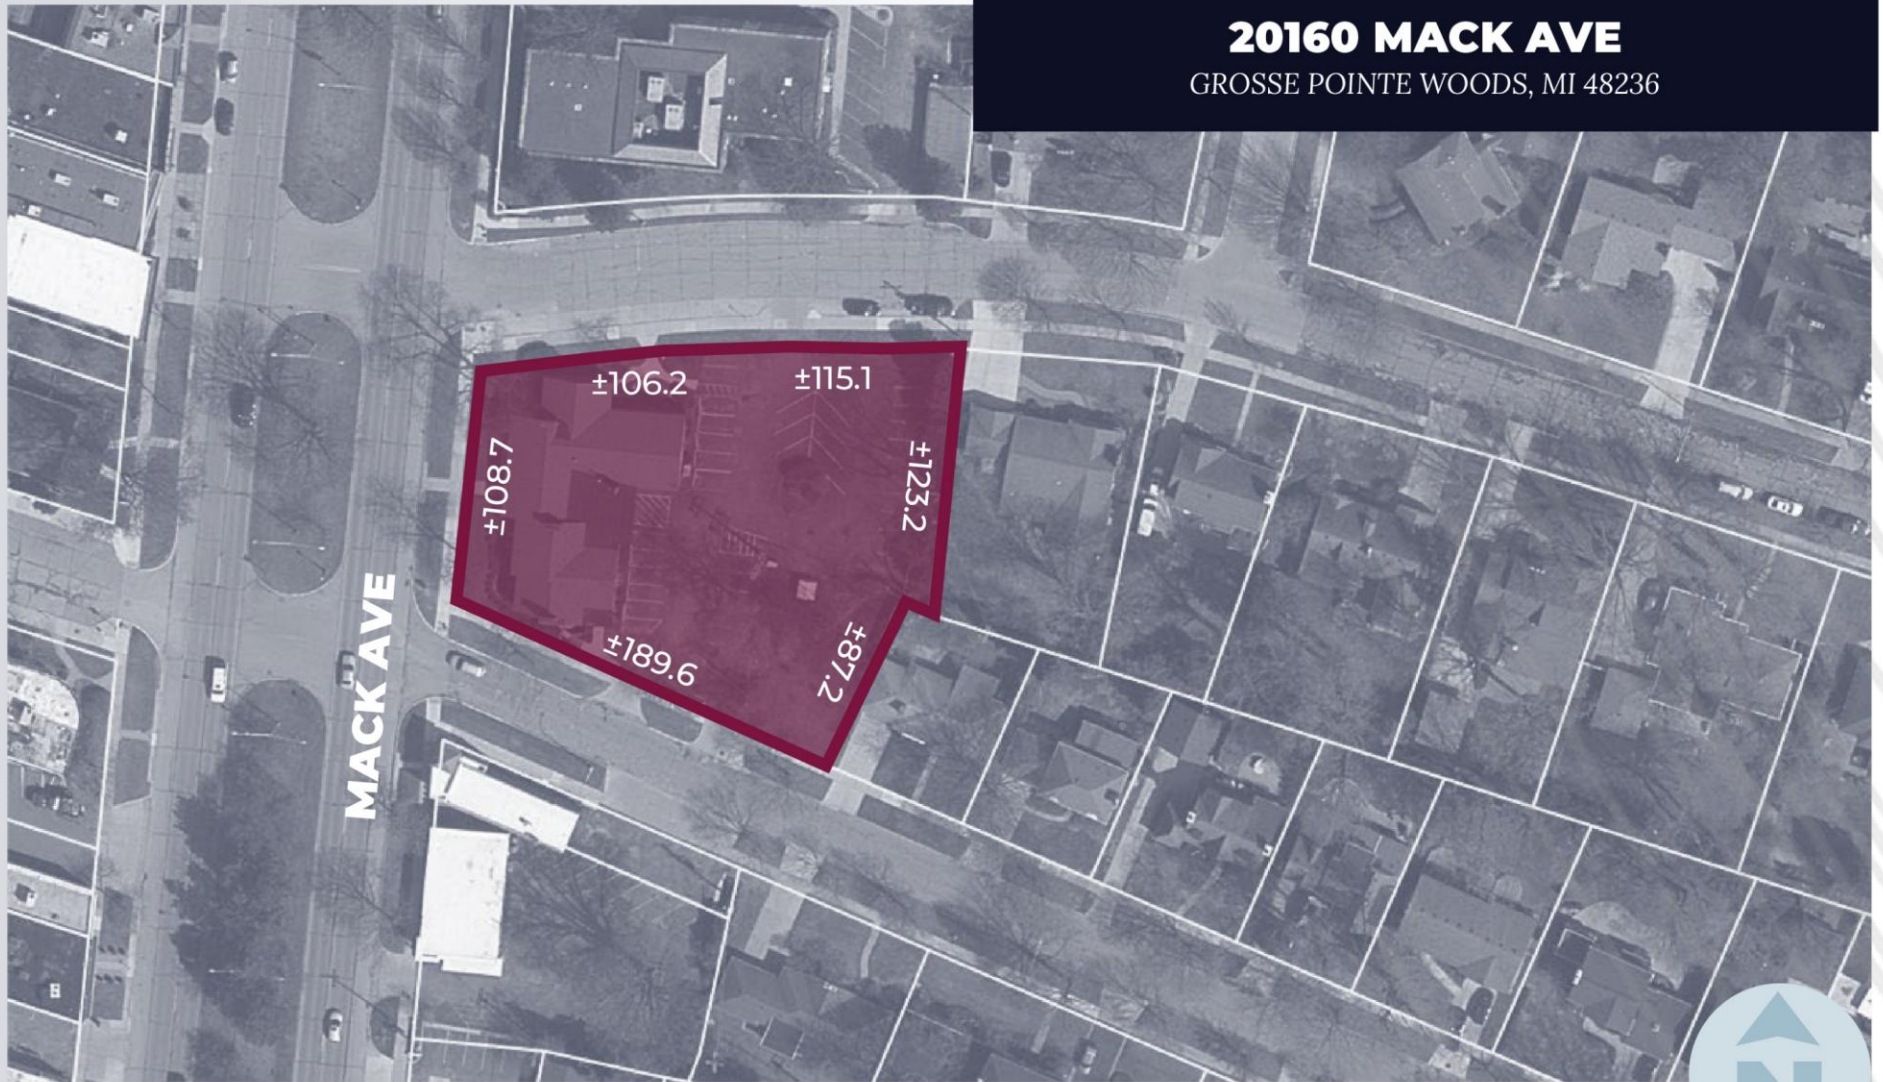 20160 MACK AVE
GROSSE POINTE WOODS, MI 48236
±106.2
±115.1
±108.7
±123.2
±189.6
±87.2
MACK AVE
N